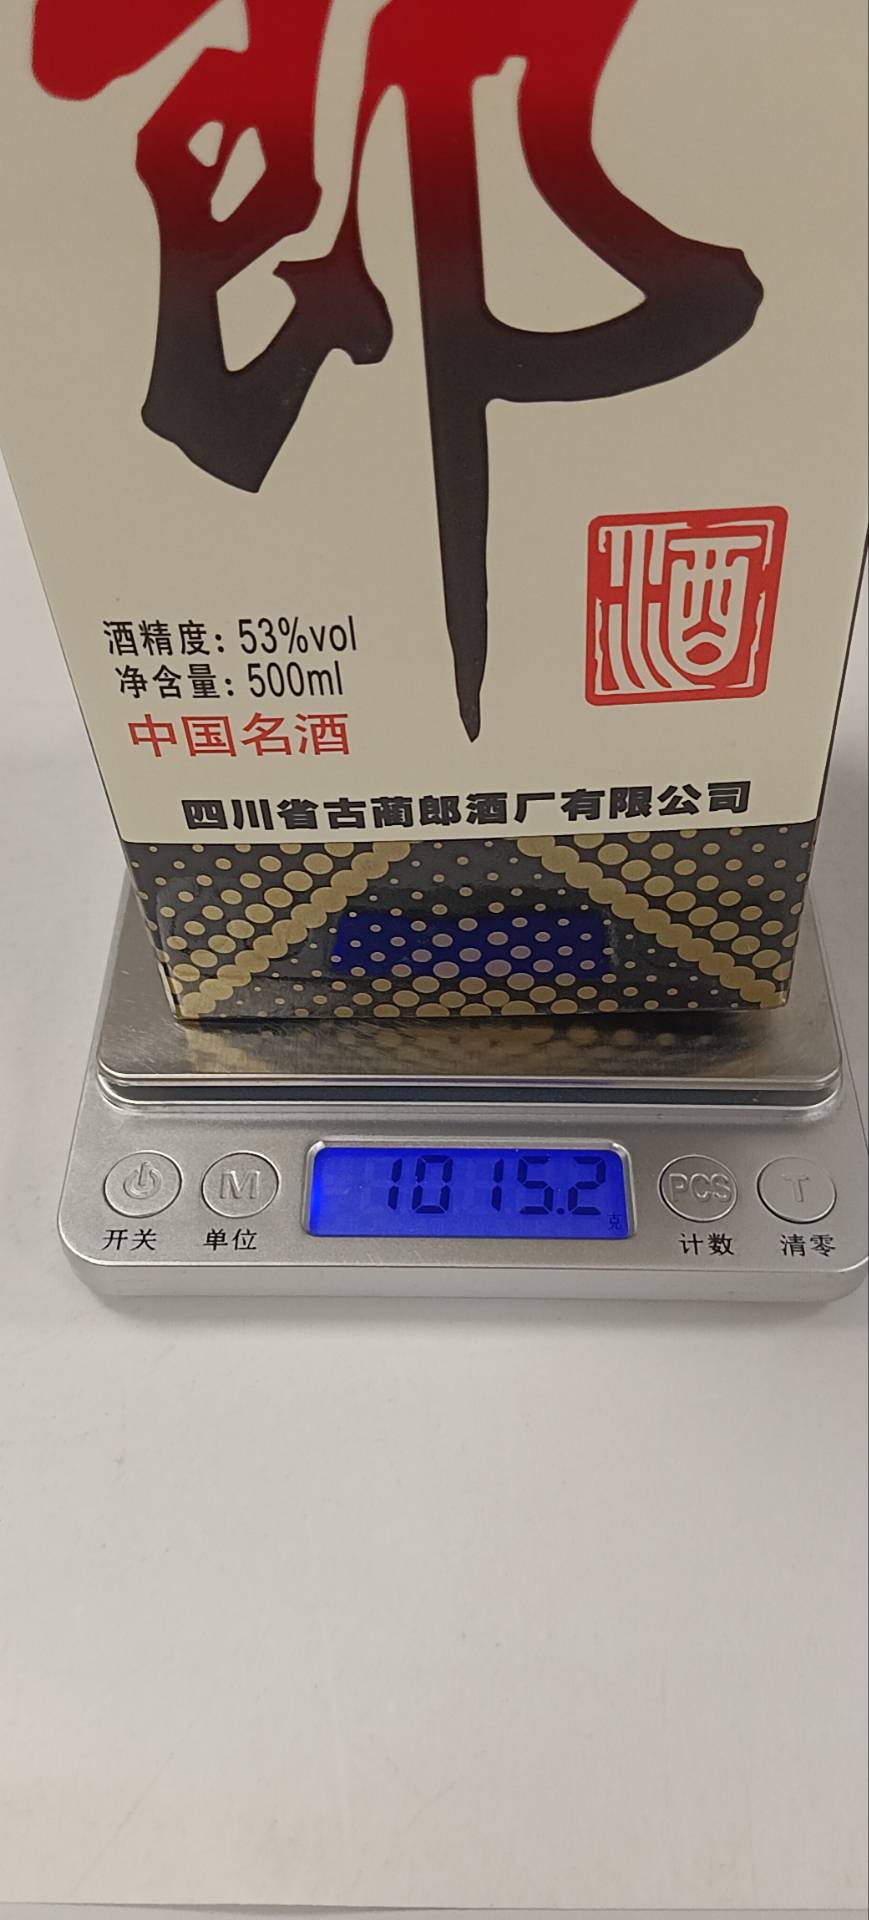 郎
酒
酒精度: 53%vol
净含量: 500ml
中国名酒
四川省古蔺郎酒厂有限公司
1015.2
克
M
PCS
T
开关
单位
计数
清零